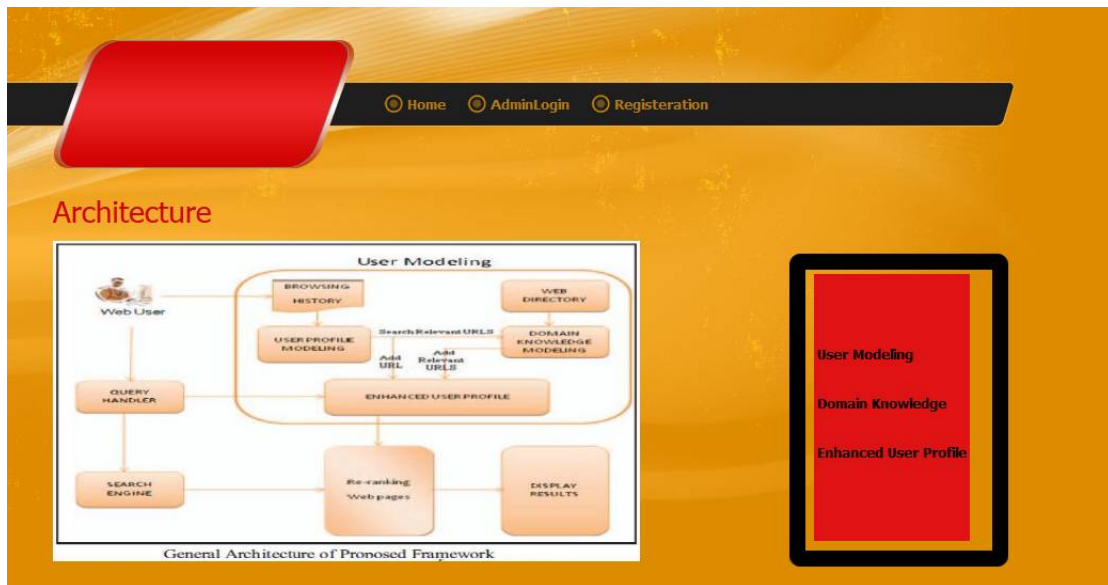 Home AdminLogin Registeration
Architecture
User Modeling
Web User
BROWSING
HISTORY
WEB
DIRECTORY
USER PROFILE
MODELING
Search Relevant URLS
DOMAIN
KNOWLEDGE
MODELING
Add
URL
Add
Relevant
URLS
QUERY
HANDLER
ENHANCED USER PROFILE
SEARCH
ENGINE
Re-ranking
Web pages
DISPLAY
RESULTS
General Architecture of Proposed Framework
User Modeling
Domain Knowledge
Enhanced User Profile